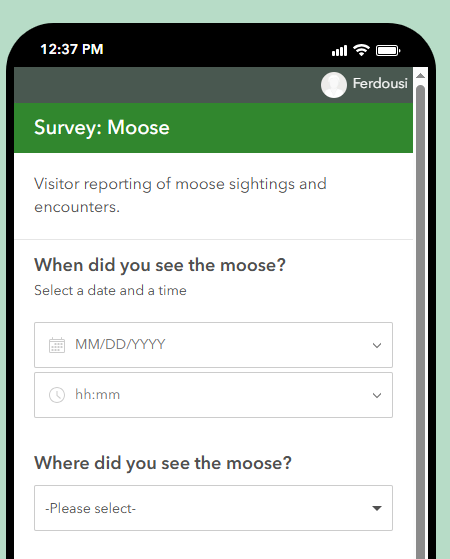 12:37 PM
Ferdousi
Survey: Moose
Visitor reporting of moose sightings and
encounters.
When did you see the moose?
Select a date and a time
MM/DD/YYYY
hh:mm
Where did you see the moose?
-Please select-